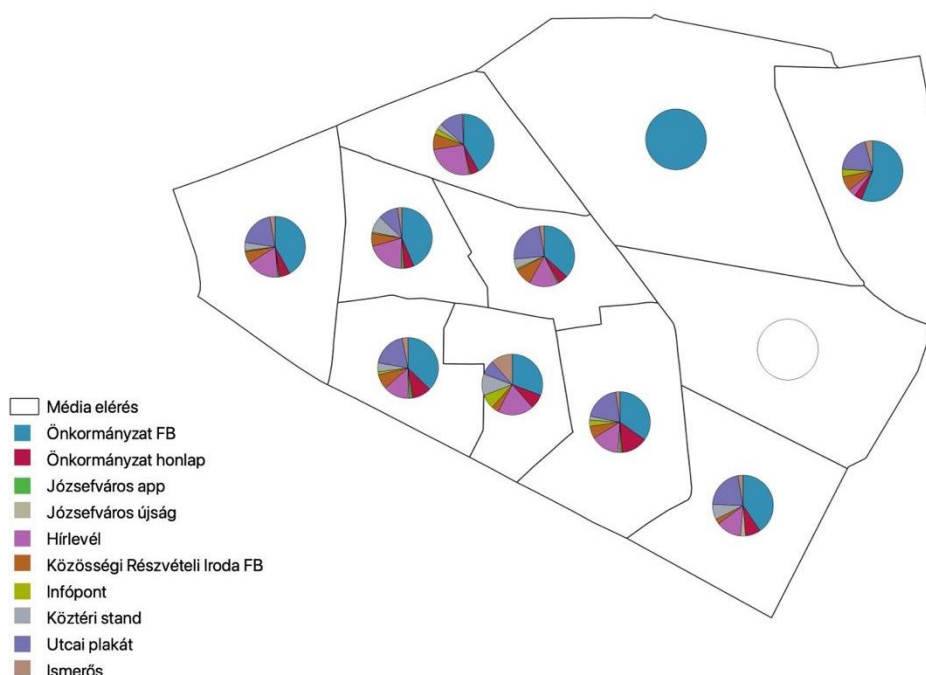 Média elérés
Önkormányzat FB
Önkormányzat honlap
Józsefváros app
Józsefváros újság
Hírlevél
Közösségi Részvételi Iroda FB
Infópont
Köztéri stand
Utcai plakát
Ismerős